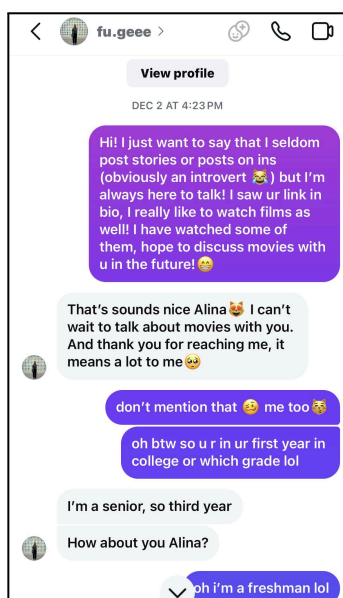 fu.geee >
View profile
DEC 2 AT 4:23 PM
Hi! I just want to say that I seldom
post stories or posts on ins
(obviously an introvert 😹) but I'm
always here to talk! I saw ur link in
bio, I really like to watch films as
well! I have watched some of
them, hope to discuss movies with
u in the future!😁
That's sounds nice Alina😻 I can't
wait to talk about movies with you.
And thank you for reaching me, it
means a lot to me🥹
don't mention that 🥴 me too😽
oh btw so u r in ur first year in
college or which grade lol
I'm a senior, so third year
How about you Alina?
oh i'm a freshman lol